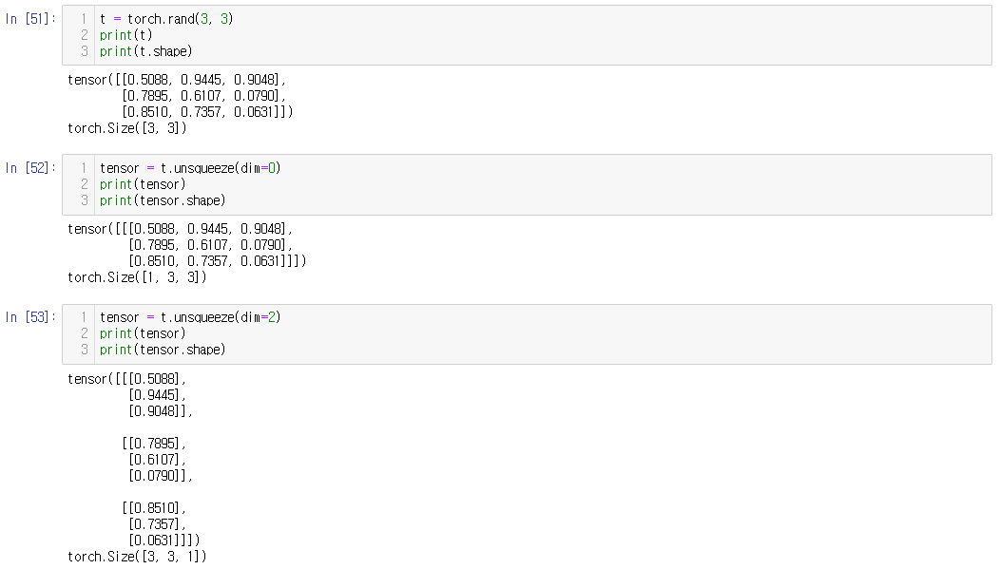 In [51]:
1 t = torch.rand(3, 3)
2 print(t)
3 print(t.shape)
tensor([[0.5088, 0.9445, 0.9048],
        [0.7895, 0.6107, 0.0790],
        [0.8510, 0.7357, 0.0631]])
torch.Size([3, 3])
In [52]:
1 tensor = t.unsqueeze(dim=0)
2 print(tensor)
3 print(tensor.shape)
tensor([[[0.5088, 0.9445, 0.9048],
         [0.7895, 0.6107, 0.0790],
         [0.8510, 0.7357, 0.0631]]])
torch.Size([1, 3, 3])
In [53]:
1 tensor = t.unsqueeze(dim=2)
2 print(tensor)
3 print(tensor.shape)
tensor([[[0.5088],
         [0.9445],
         [0.9048]],

        [[0.7895],
         [0.6107],
         [0.0790]],

        [[0.8510],
         [0.7357],
         [0.0631]]])
torch.Size([3, 3, 1])